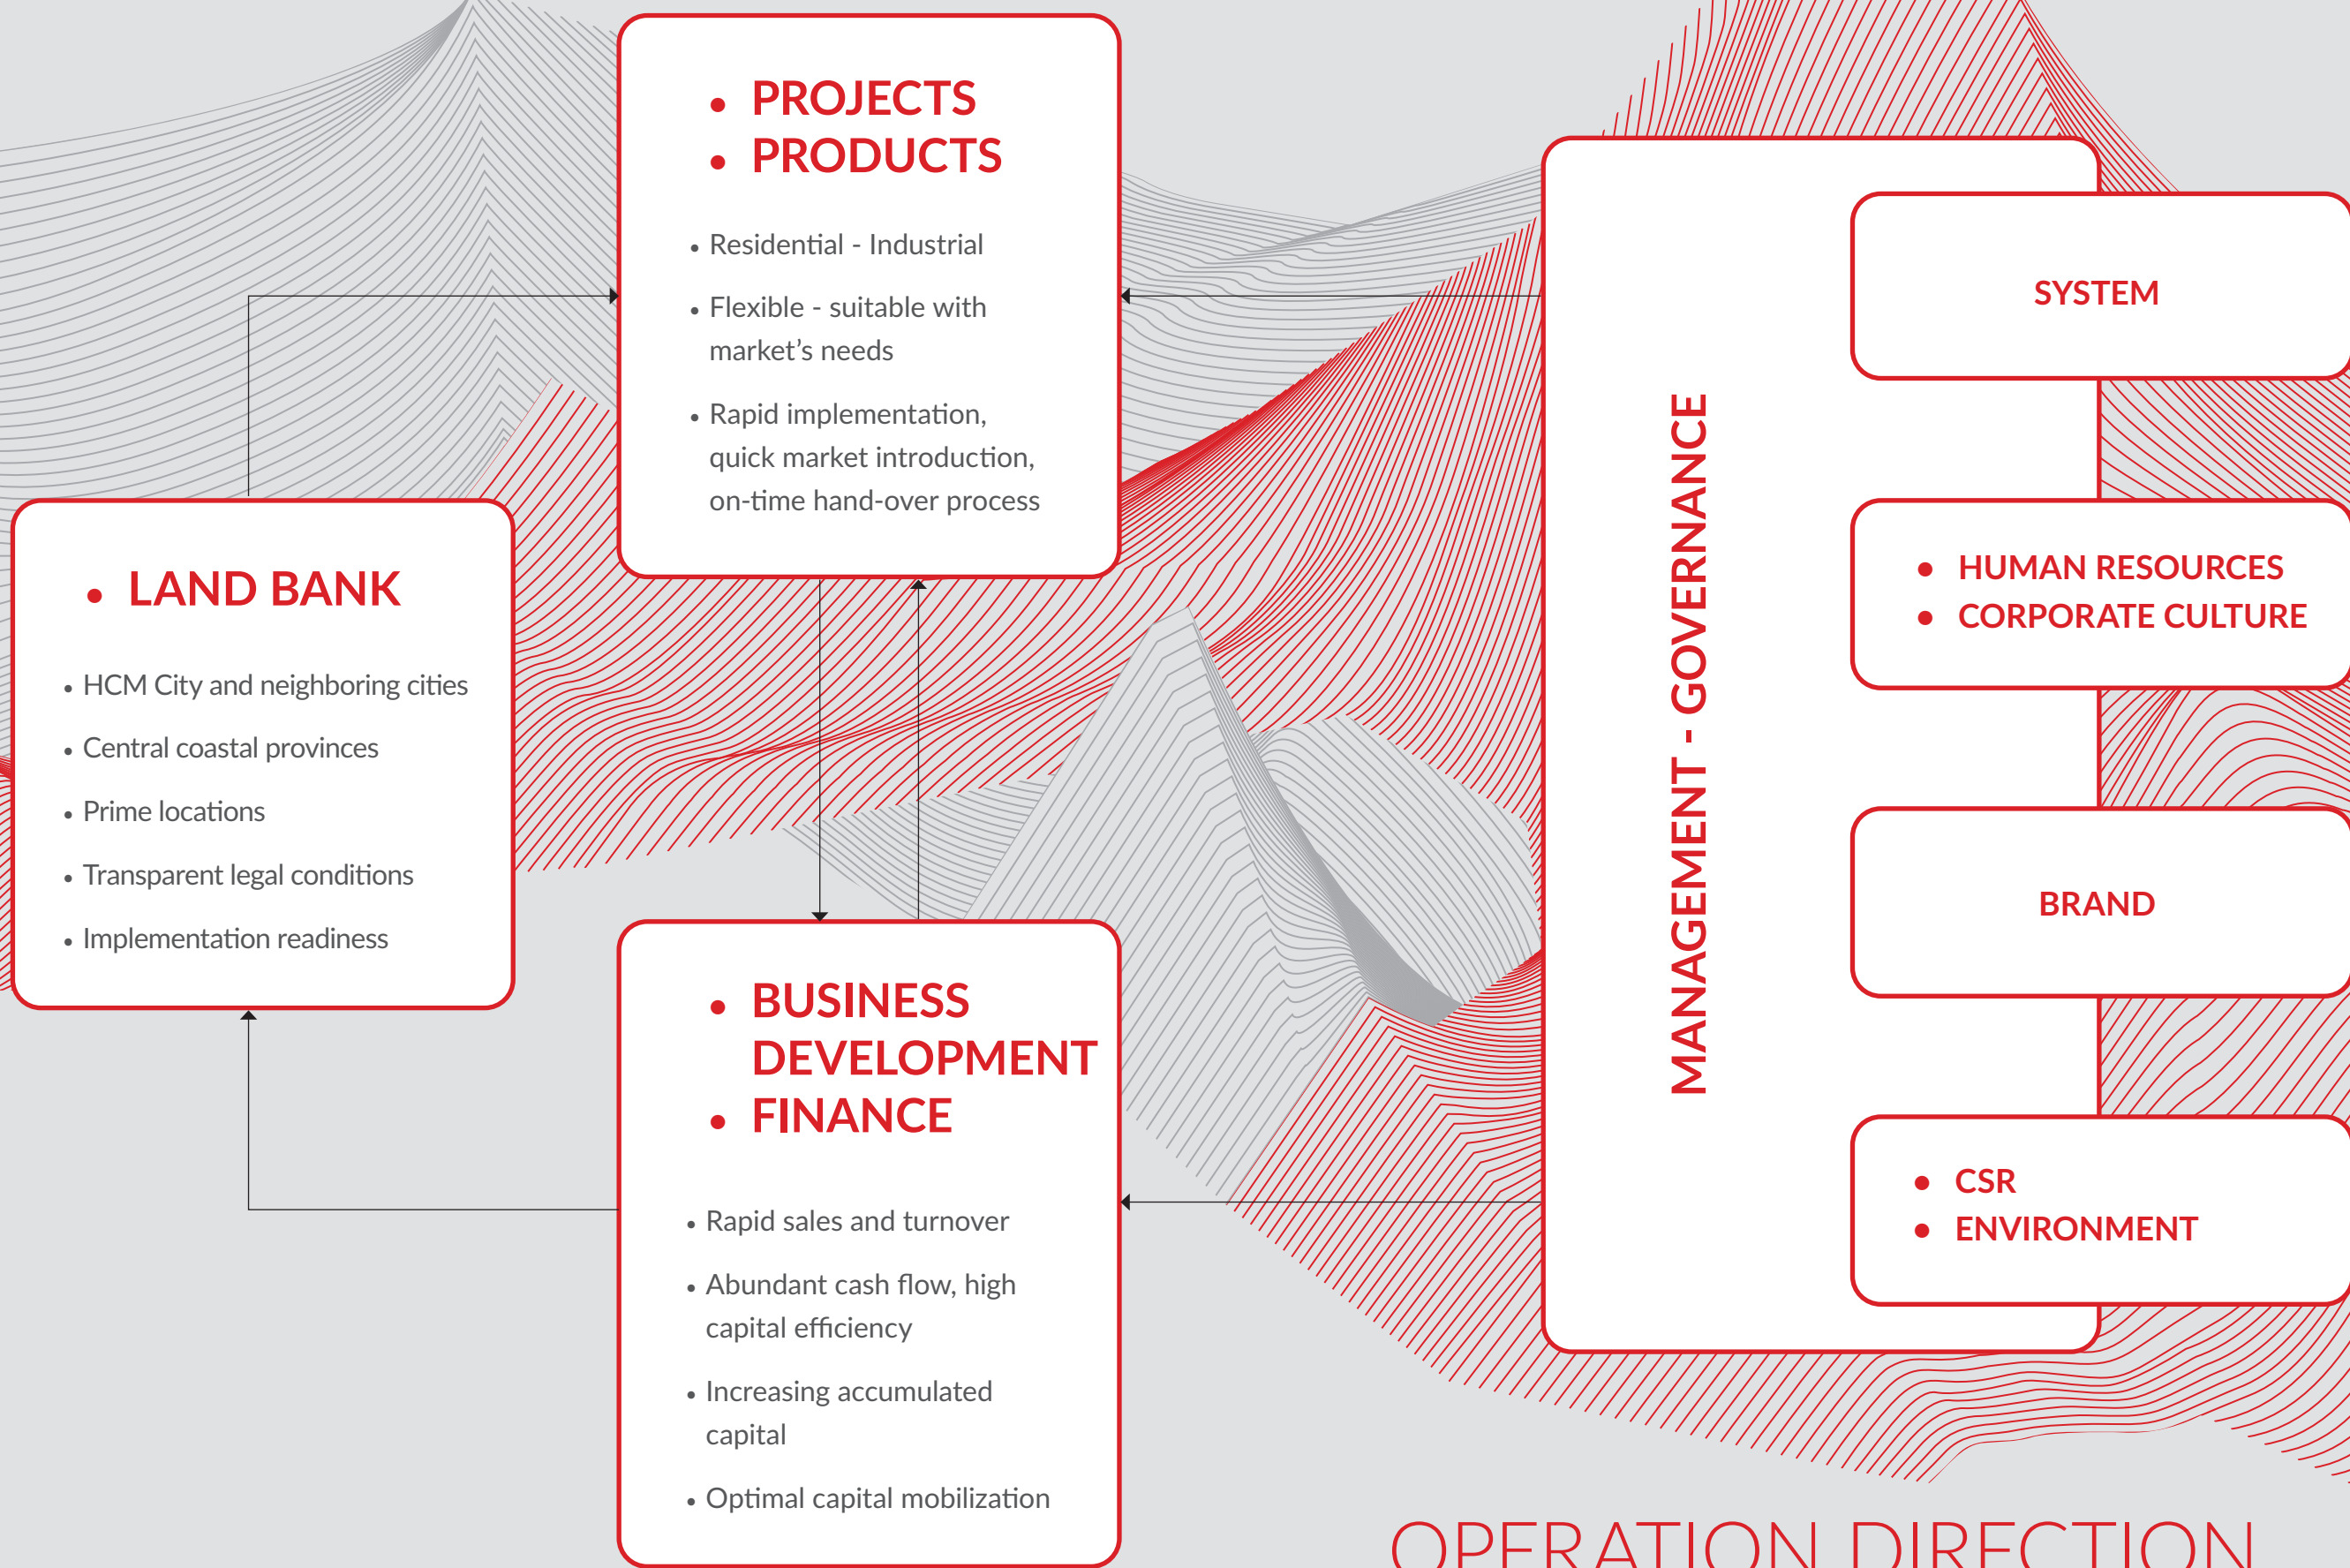 • PROJECTS
• PRODUCTS
• Residential - Industrial
• Flexible - suitable with
market’s needs
• Rapid implementation,
quick market introduction,
on-time hand-over process
• LAND BANK
• HCM City and neighboring cities
• Central coastal provinces
• Prime locations
• Transparent legal conditions
• Implementation readiness
• BUSINESS
DEVELOPMENT
• FINANCE
• Rapid sales and turnover
• Abundant cash flow, high
capital efficiency
• Increasing accumulated
capital
• Optimal capital mobilization
MANAGEMENT - GOVERNANCE
SYSTEM
• HUMAN RESOURCES
• CORPORATE CULTURE
BRAND
• CSR
• ENVIRONMENT
OPERATION DIRECTION